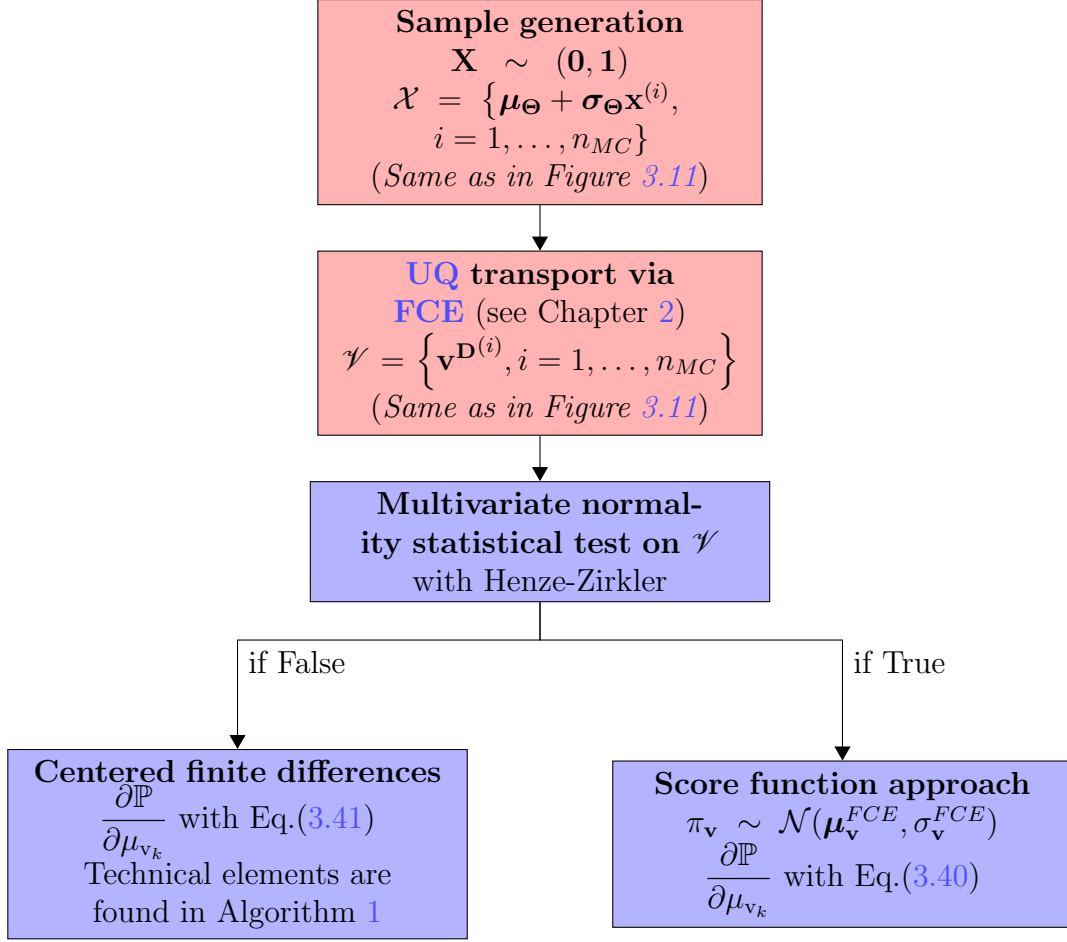 Sample generation
X ∼ (0, 1)
𝒳 = {μ_Θ + σ_Θ x^(i),
i = 1, . . . , n_MC}
(Same as in Figure 3.11)
UQ transport via
FCE (see Chapter 2)
𝒱 = {v^D^(i), i = 1, . . . , n_MC}
(Same as in Figure 3.11)
Multivariate normal-
ity statistical test on 𝒱
with Henze-Zirkler
if False
if True
Centered finite differences
∂ℙ/∂μ_v_k with Eq.(3.41)
Technical elements are
found in Algorithm 1
Score function approach
π_v ∼ 𝒩(μ_v^FCE, σ_v^FCE)
∂ℙ/∂μ_v_k with Eq.(3.40)